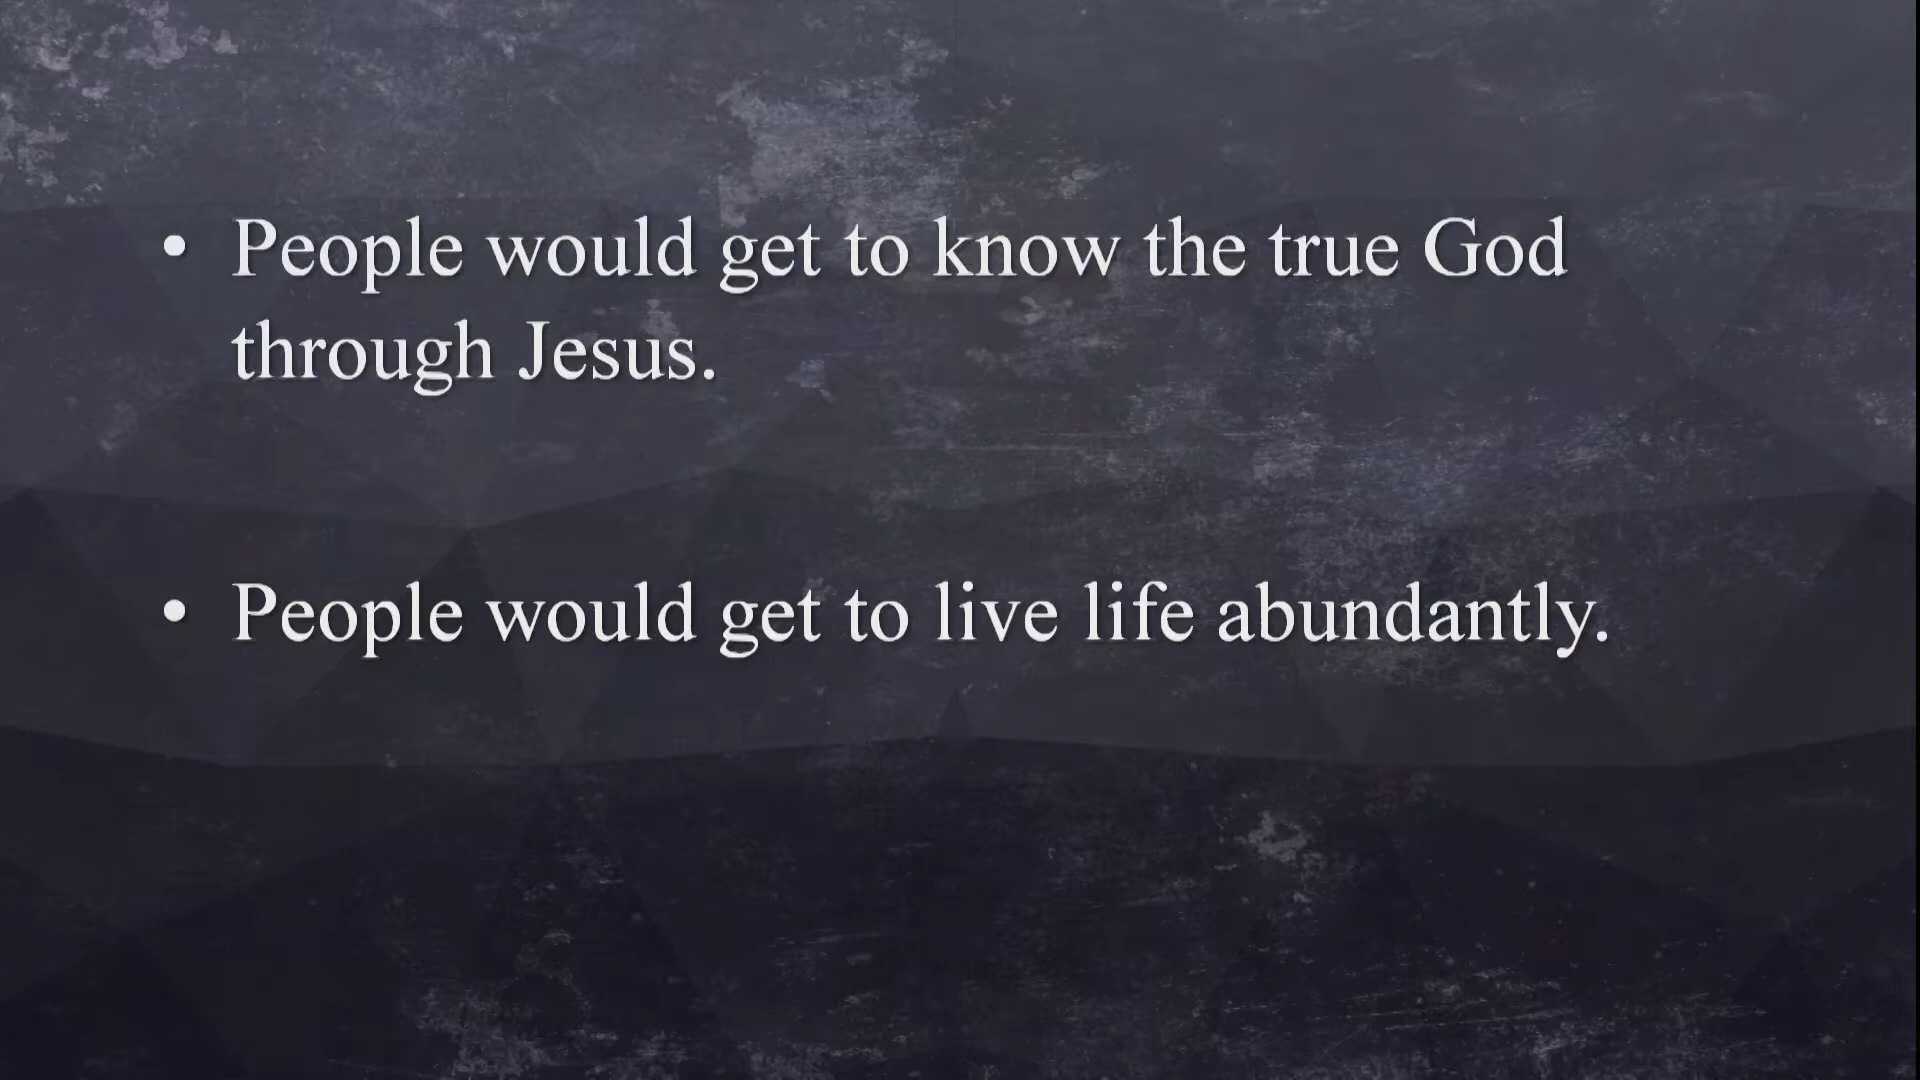 • People would get to know the true God
through Jesus.
• People would get to live life abundantly.